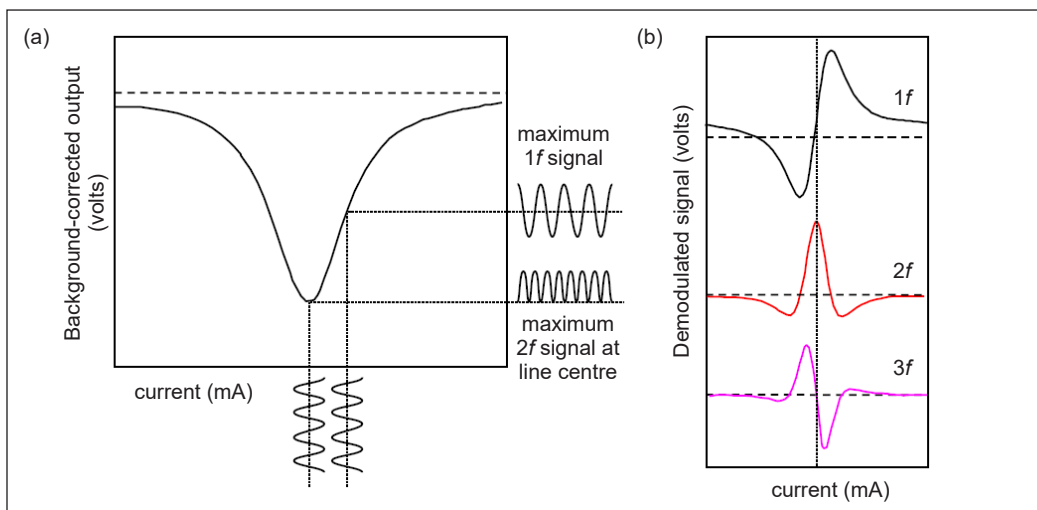 (a)
Background-corrected output
(volts)
current (mA)
maximum
1f signal
maximum
2f signal at
line centre
(b)
Demodulated signal (volts)
1f
2f
3f
current (mA)